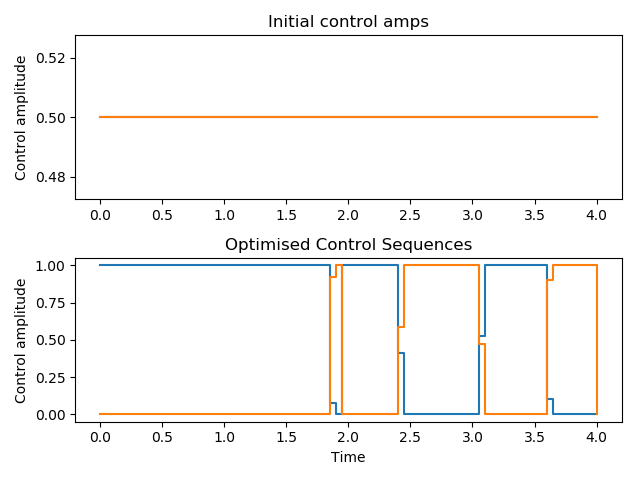 Initial control amps
Control amplitude
0.52
0.50
0.48
0.0 0.5 1.0 1.5 2.0 2.5 3.0 3.5 4.0
Optimised Control Sequences
Control amplitude
1.00
0.75
0.50
0.25
0.00
0.0 0.5 1.0 1.5 2.0 2.5 3.0 3.5 4.0
Time